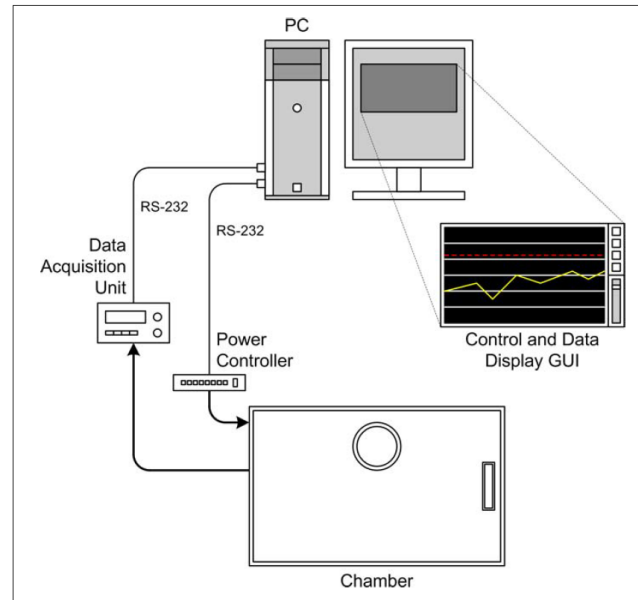 PC
RS-232
RS-232
Data
Acquisition
Unit
Power
Controller
Control and Data
Display GUI
Chamber